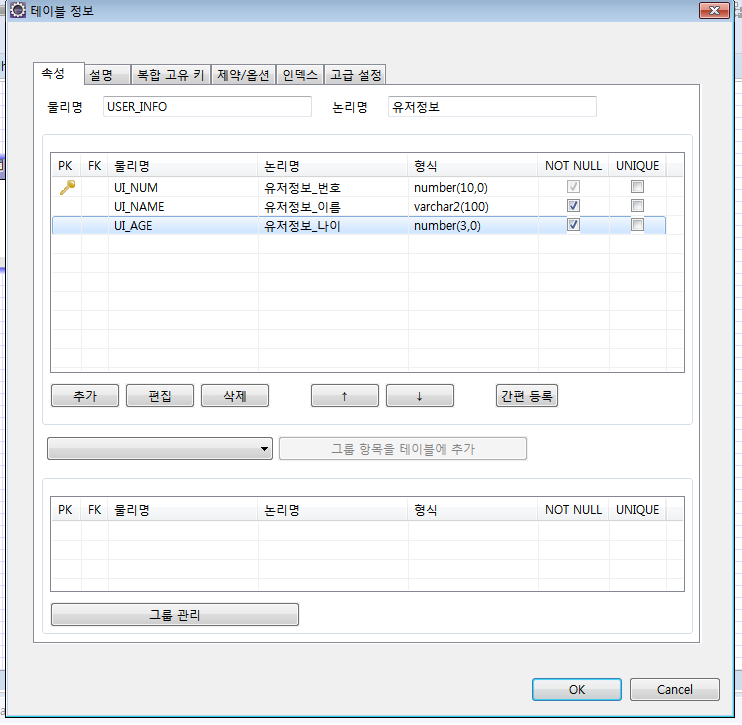 테이블 정보
속성 설명 복합 고유 키 제약/옵션 인덱스 고급 설정
물리명 USER_INFO 논리명 유저정보
PK FK 물리명 논리명 형식 NOT NULL UNIQUE
UI_NUM 유저정보_번호 number(10,0)
UI_NAME 유저정보_이름 varchar2(100)
UI_AGE 유저정보_나이 number(3,0)
추가 편집 삭제 ↑ ↓ 간편 등록
그룹 항목을 테이블에 추가
PK FK 물리명 논리명 형식 NOT NULL UNIQUE
그룹 관리
OK Cancel